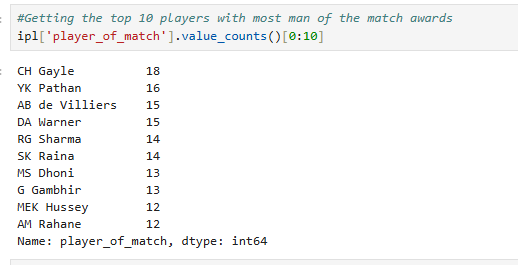 #Getting the top 10 players with most man of the match awards
ipl['player_of_match'].value_counts()[0:10]
CH Gayle 18
YK Pathan 16
AB de Villiers 15
DA Warner 15
RG Sharma 14
SK Raina 14
MS Dhoni 13
G Gambhir 13
MEK Hussey 12
AM Rahane 12
Name: player_of_match, dtype: int64